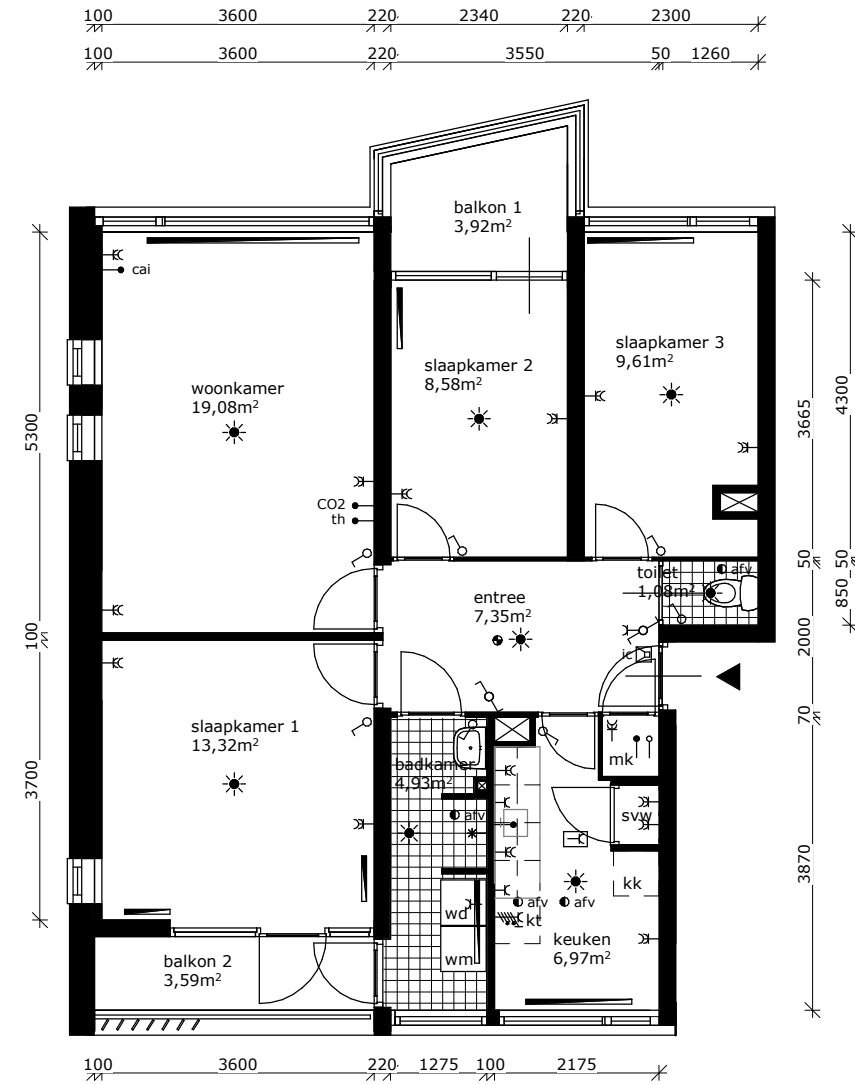 100 3600 220 2340 220 2300
100 3600 220 3550 50 1260
balkon 1
3,92m²
cai
slaapkamer 3
9,61m²
slaapkamer 2
8,58m²
woonkamer
19,08m²
5300
3665
4300
CO2
th
toilet
1,08m²
afv
50
50
850
entree
7,35m²
ic
100
2000
70
slaapkamer 1
13,32m²
badkamer
4,93m²
mk
svw
afv
3700
3870
kk
wd
afv
afv
kt
keuken
6,97m²
wm
balkon 2
3,59m²
100 3600 220 1275 100 2175